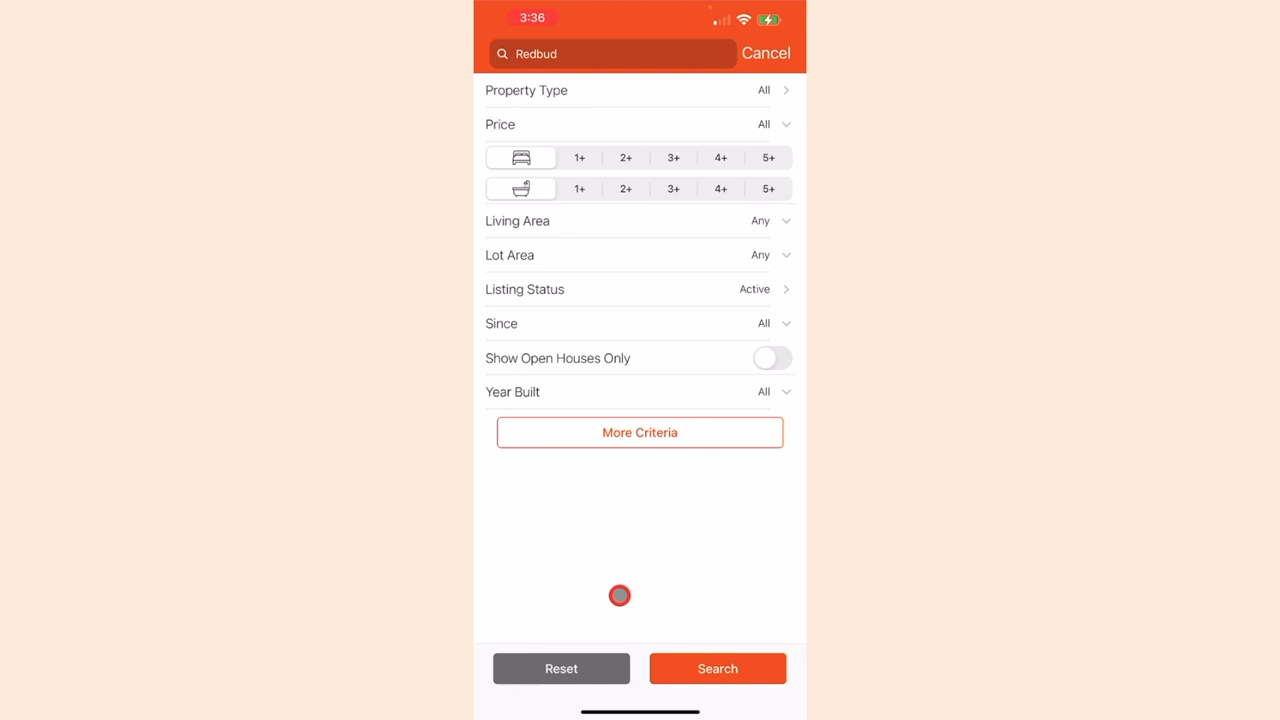 3:36
Redbud Cancel
Property Type All
Price All
1+ 2+ 3+ 4+ 5+
1+ 2+ 3+ 4+ 5+
Living Area Any
Lot Area Any
Listing Status Active
Since All
Show Open Houses Only
Year Built All
More Criteria
Reset Search